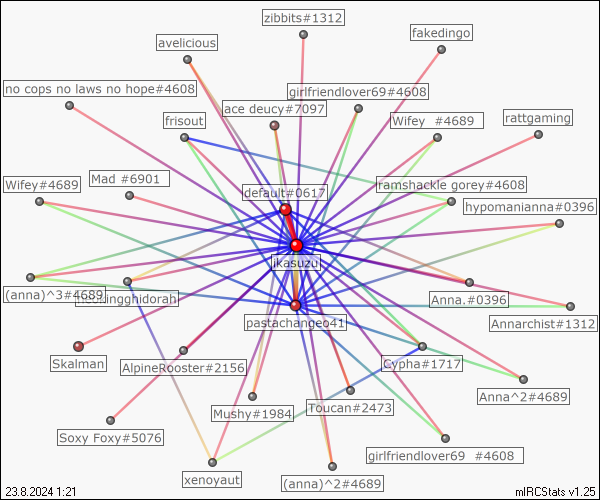 zibbits#1312
avelicious
fakedingo
no cops no laws no hope#4608
girlfriendlover69#4608
ace deucy#7097
frisout
Wifey #4689
rattgaming
Mad #6901
Wifey#4689
default#0617
ramshackle gorey#4608
hypomanianna#0396
ikasuzu
(anna)^3#4689
ingghidorah
Anna.#0396
pastachangeo41
Annarchist#1312
Skalman
AlpineRooster#2156
Cypha#1717
Anna^2#4689
Mushy#1984
Toucan#2473
Soxy Foxy#5076
girlfriendlover69 #4608
xenoyaut
(anna)^2#4689
23.8.2024 1:21
mIRCStats v1.25